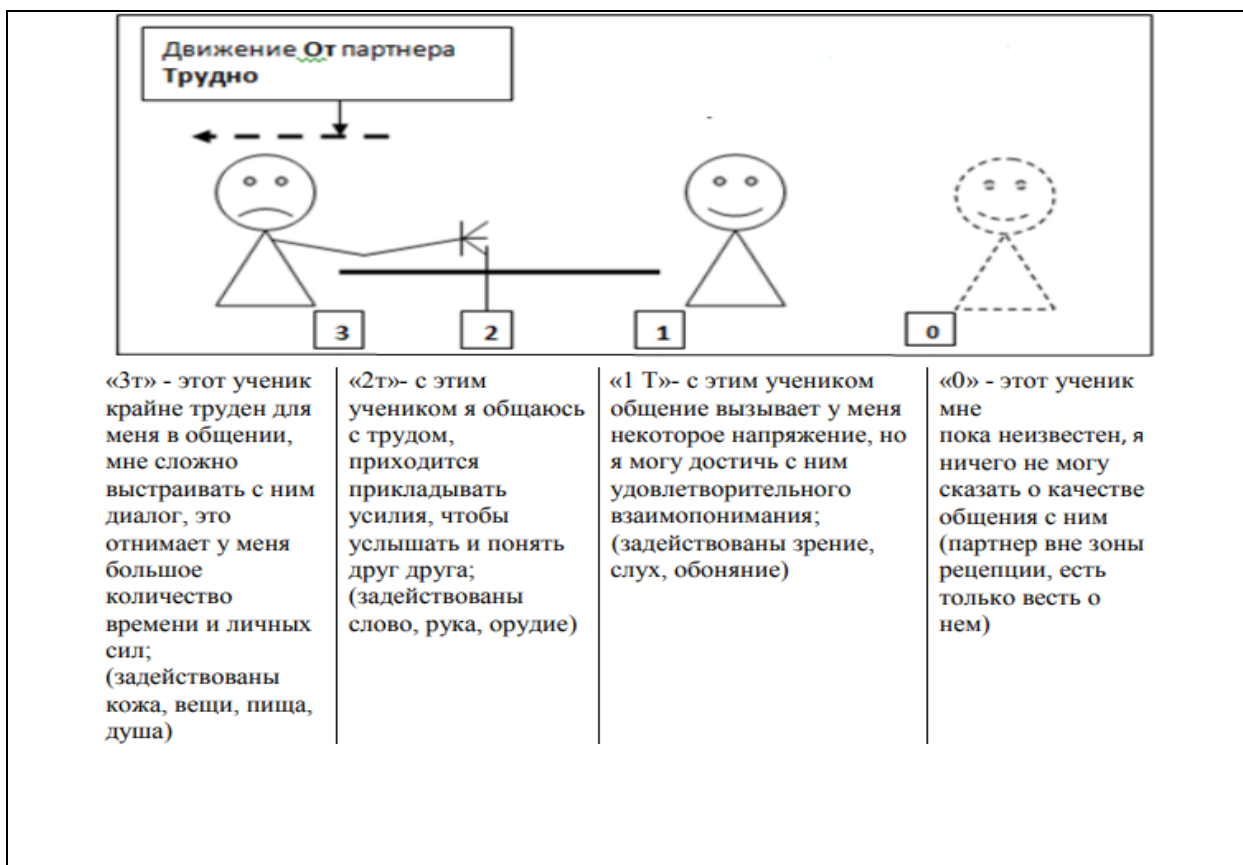 Движение От партнера
Трудно
3
2
1
0
«3т» - этот ученик
крайне труден для
меня в общении,
мне сложно
выстраивать с ним
диалог, это
отнимает у меня
большое
количество
времени и личных
сил;
(задействованы
кожа, вещи, пища,
душа)
«2т»- с этим
учеником я общаюсь
с трудом,
приходится
прикладывать
усилия, чтобы
услышать и понять
друг друга;
(задействованы
слово, рука, орудие)
«1 Т»- с этим учеником
общение вызывает у меня
некоторое напряжение, но
я могу достичь с ним
удовлетворительного
взаимопонимания;
(задействованы зрение,
слух, обоняние)
«0» - этот ученик
мне
пока неизвестен, я
ничего не могу
сказать о качестве
общения с ним
(партнер вне зоны
рецепции, есть
только весть о
нем)